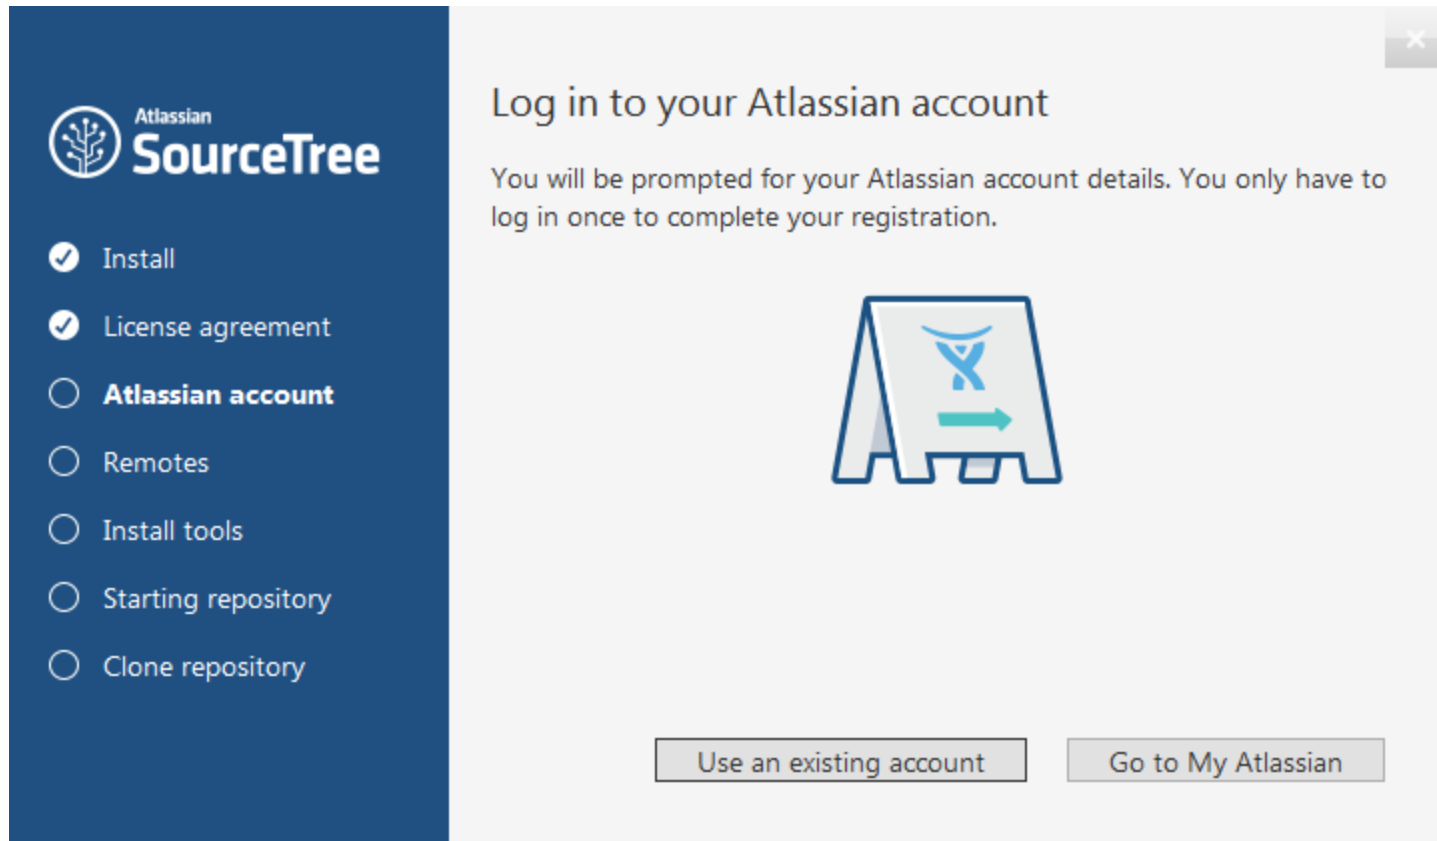 Atlassian
SourceTree
Install
License agreement
Atlassian account
Remotes
Install tools
Starting repository
Clone repository
Log in to your Atlassian account
You will be prompted for your Atlassian account details. You only have to
log in once to complete your registration.
Use an existing account
Go to My Atlassian